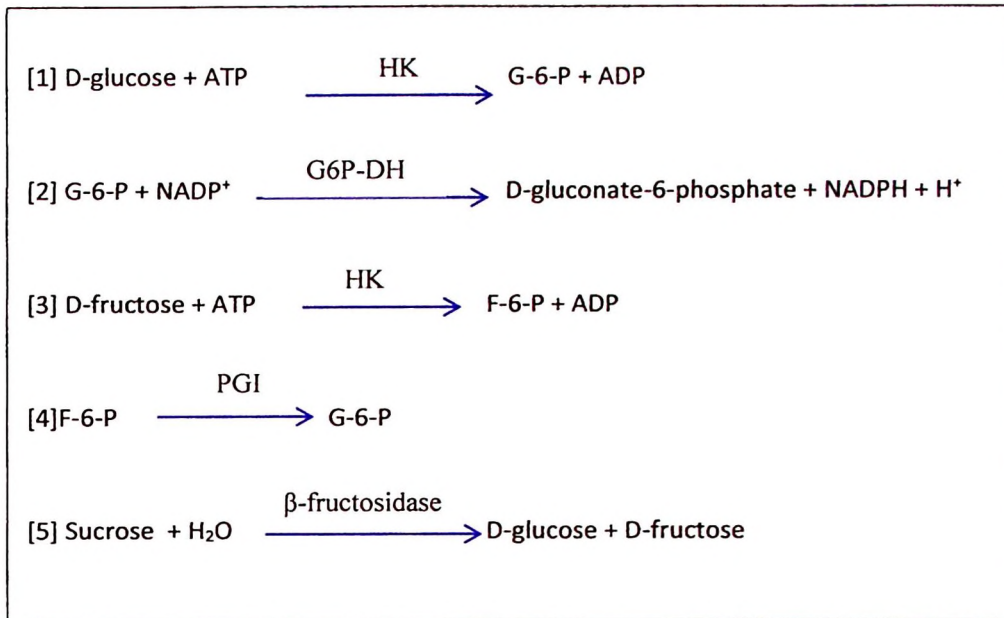 HK
[1] D-glucose + ATP G-6-P + ADP
G6P-DH
[2] G-6-P + NADP⁺ D-gluconate-6-phosphate + NADPH + H⁺
HK
[3] D-fructose + ATP F-6-P + ADP
PGI
[4]F-6-P G-6-P
β-fructosidase
[5] Sucrose + H₂O D-glucose + D-fructose